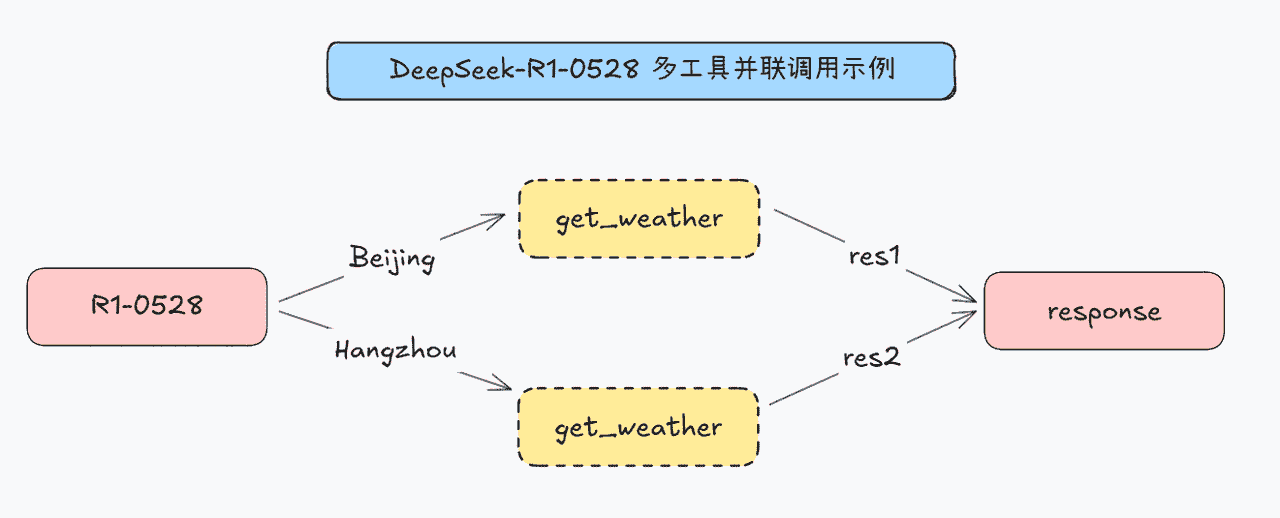 DeepSeek-R1-0528 多工具并联调用示例
get_weather
Beijing
res1
R1-0528
response
Hangzhou
res2
get_weather